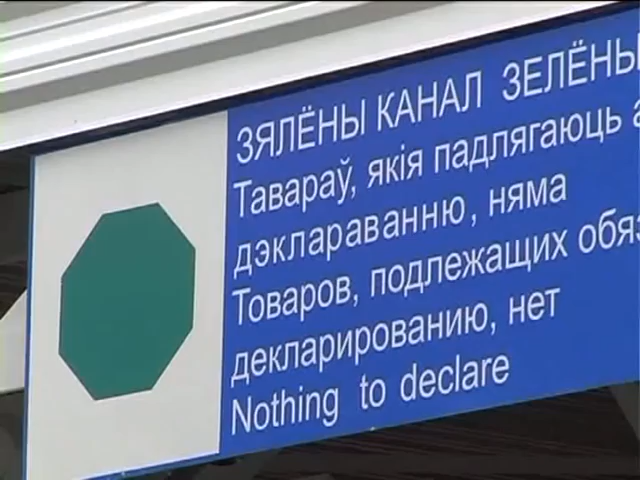 ЗЯЛЁНЫ КАНАЛ ЗЕЛЁНЫ
Тавараў, якія падлягаюць
дэклараванню, няма
Товаров, подлежащих
декларированию, нет
Nothing to declare